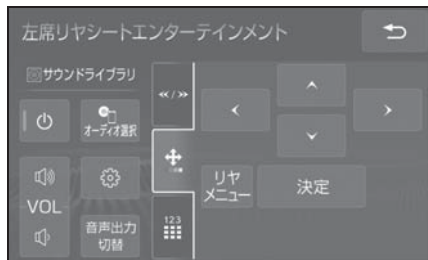 左席リヤシートエンターテインメント
サウンドライブラリ
オーディオ選択
VOL
音声出力
切替
123
リヤ
メニュー
決定